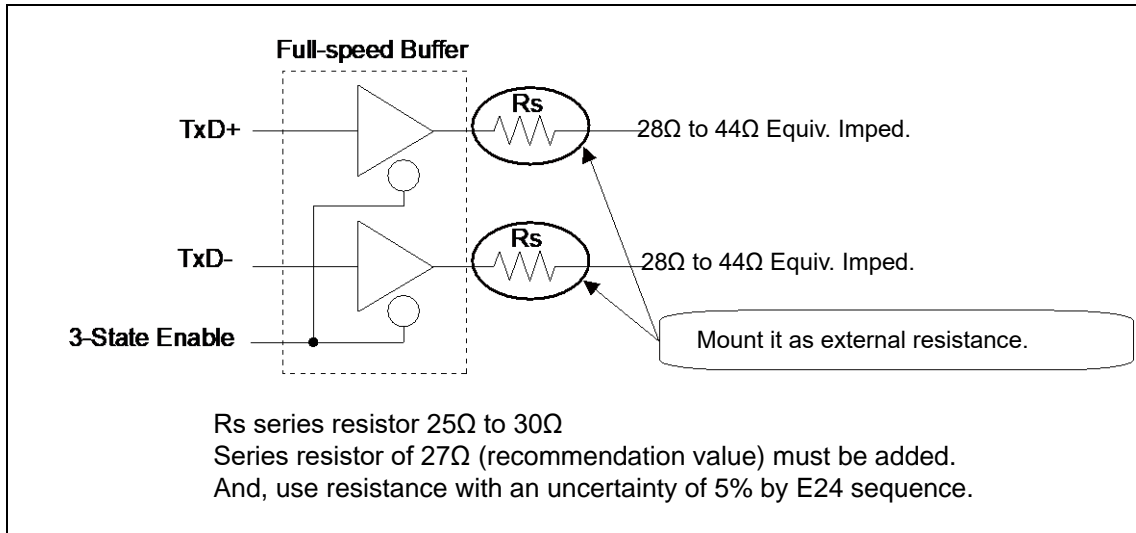 Full-speed Buffer
Rs
TxD+
28Ω to 44Ω Equiv. Imped.
Rs
TxD-
28Ω to 44Ω Equiv. Imped.
3-State Enable
Mount it as external resistance.
Rs series resistor 25Ω to 30Ω
Series resistor of 27Ω (recommendation value) must be added.
And, use resistance with an uncertainty of 5% by E24 sequence.